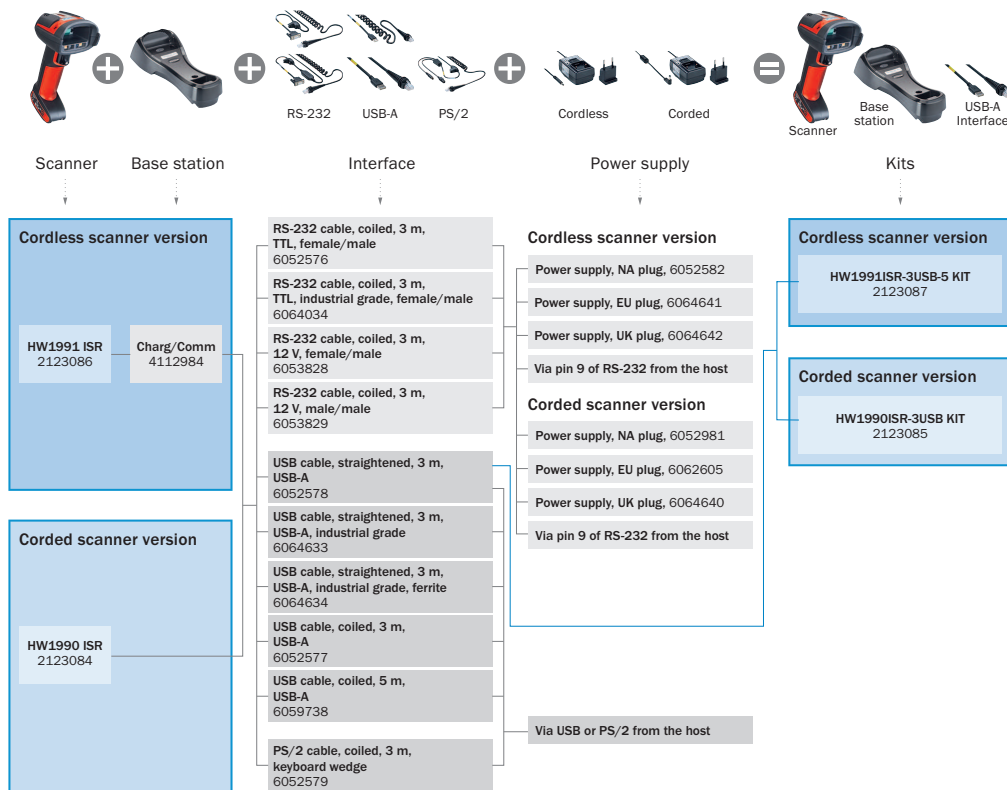 RS-232
USB-A
PS/2
Cordless
Corded
Scanner
Base
station
USB-A
Interface
Scanner
Base station
Interface
Power supply
Kits
Cordless scanner version
HW1991 ISR
2123086
Charg/Comm
4112984
Corded scanner version
HW1990 ISR
2123084
RS-232 cable, coiled, 3 m,
TTL, female/male
6052576
RS-232 cable, coiled, 3 m,
TTL, industrial grade, female/male
6064034
RS-232 cable, coiled, 3 m,
12 V, female/male
6053828
RS-232 cable, coiled, 3 m,
12 V, male/male
6053829
USB cable, straightened, 3 m,
USB-A
6052578
USB cable, straightened, 3 m,
USB-A, industrial grade
6064633
USB cable, straightened, 3 m,
USB-A, industrial grade, ferrite
6064634
USB cable, coiled, 3 m,
USB-A
6052577
USB cable, coiled, 5 m,
USB-A
6059738
PS/2 cable, coiled, 3 m,
keyboard wedge
6052579
Cordless scanner version
Power supply, NA plug, 6052582
Power supply, EU plug, 6064641
Power supply, UK plug, 6064642
Via pin 9 of RS-232 from the host
Corded scanner version
Power supply, NA plug, 6052981
Power supply, EU plug, 6062605
Power supply, UK plug, 6064640
Via pin 9 of RS-232 from the host
Via USB or PS/2 from the host
Cordless scanner version
HW1991ISR-3USB-5 KIT
2123087
Corded scanner version
HW1990ISR-3USB KIT
2123085